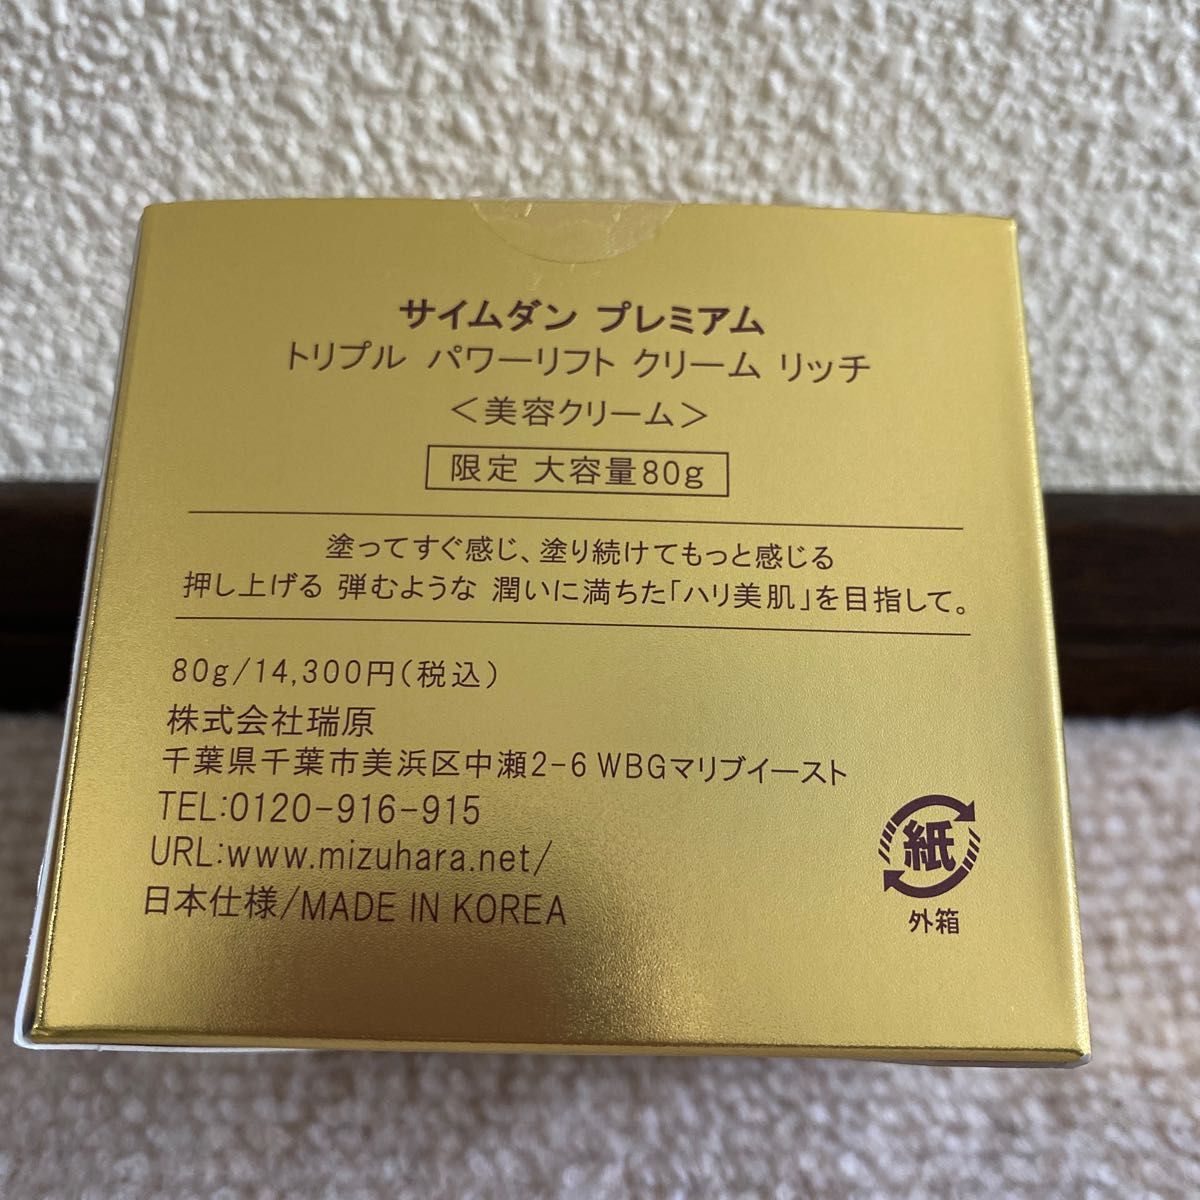 サイムダン プレミアム
トリプル パワーリフト クリーム リッチ
＜美容クリーム＞
限定 大容量80g
塗ってすぐ感じ、塗り続けてもっと感じる
押し上げる 弾むような 潤いに満ちた「ハリ美肌」を目指して。
80g/14,300円(税込)
株式会社瑞原
千葉県千葉市美浜区中瀬2-6 WBGマリブイースト
TEL:0120-916-915
URL:www.mizuhara.net/
日本仕様/MADE IN KOREA
紙
外箱